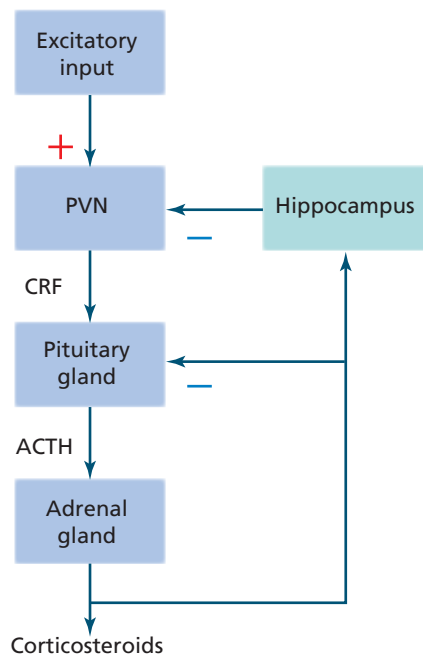 Excitatory
input
+
PVN
–
Hippocampus
CRF
Pituitary
gland
–
ACTH
Adrenal
gland
Corticosteroids